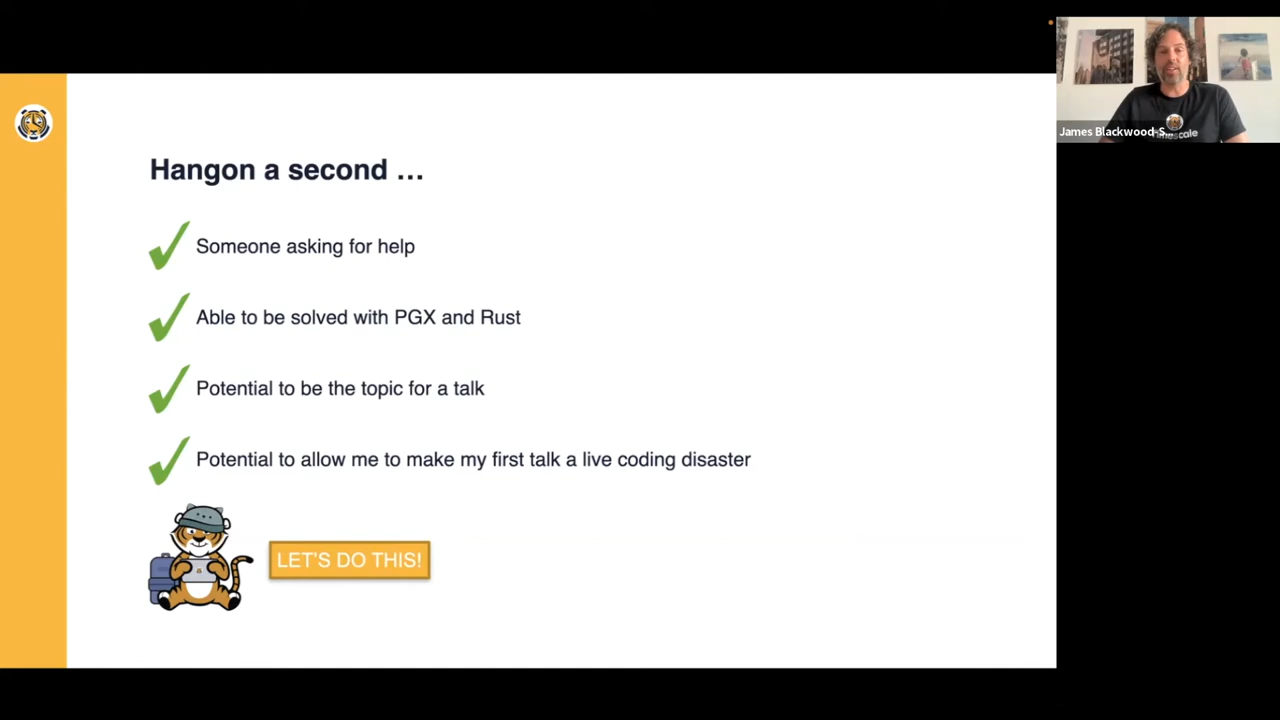 Hangon a second …
Someone asking for help
Able to be solved with PGX and Rust
Potential to be the topic for a talk
Potential to allow me to make my first talk a live coding disaster
LET'S DO THIS!
James Blackwood-S...
Timescale